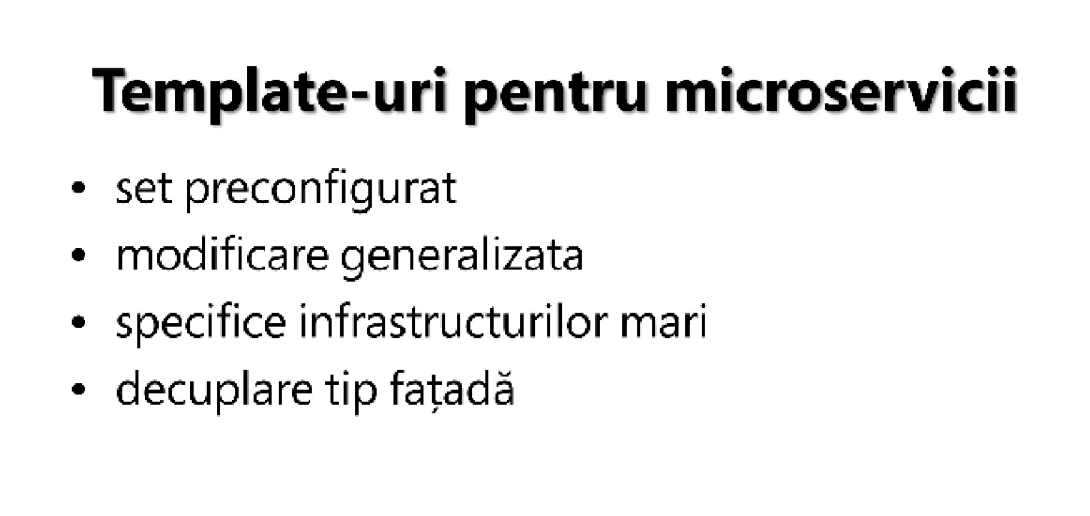 Template-uri pentru microservicii
• set preconfigurat
• modificare generalizata
• specifice infrastructurilor mari
• decuplare tip fațadă